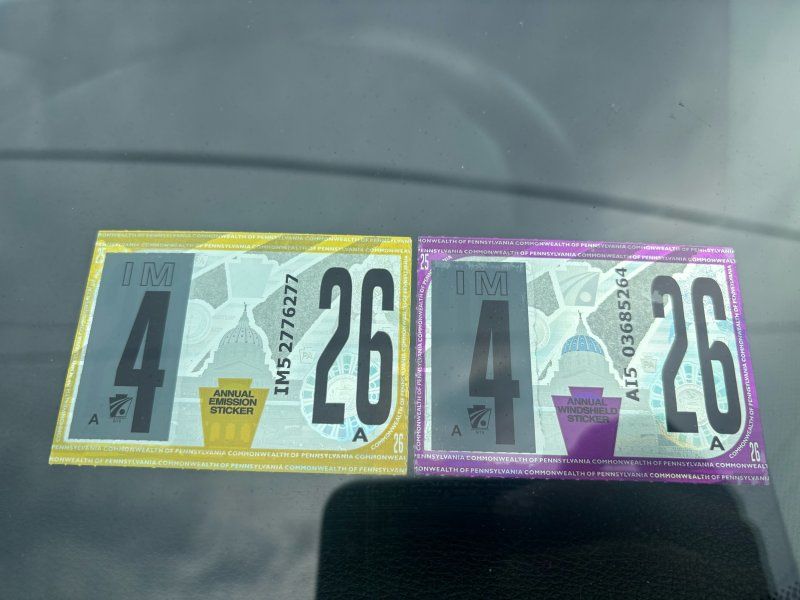 COMMONWEALTH OF PENNSYLVANIA COMMONWEALTH OF PENNSYLVANIA
IM
4
A
ANNUAL
EMISSION
STICKER
IM5 2776277
26
A
26
COMMONWEALTH OF PENNSYLVANIA COMMONWEALTH OF PENNSYLVANIA
COMMONWEALTH OF PENNSYLVANIA COMMONWEALTH OF PENNSYLVANIA
25
IM
4
A
ANNUAL
WINDSHIELD
STICKER
AI5 03685264
26
A
26
COMMONWEALTH OF PENNSYLVANIA COMMONWEALTH OF PENNSYLVANIA